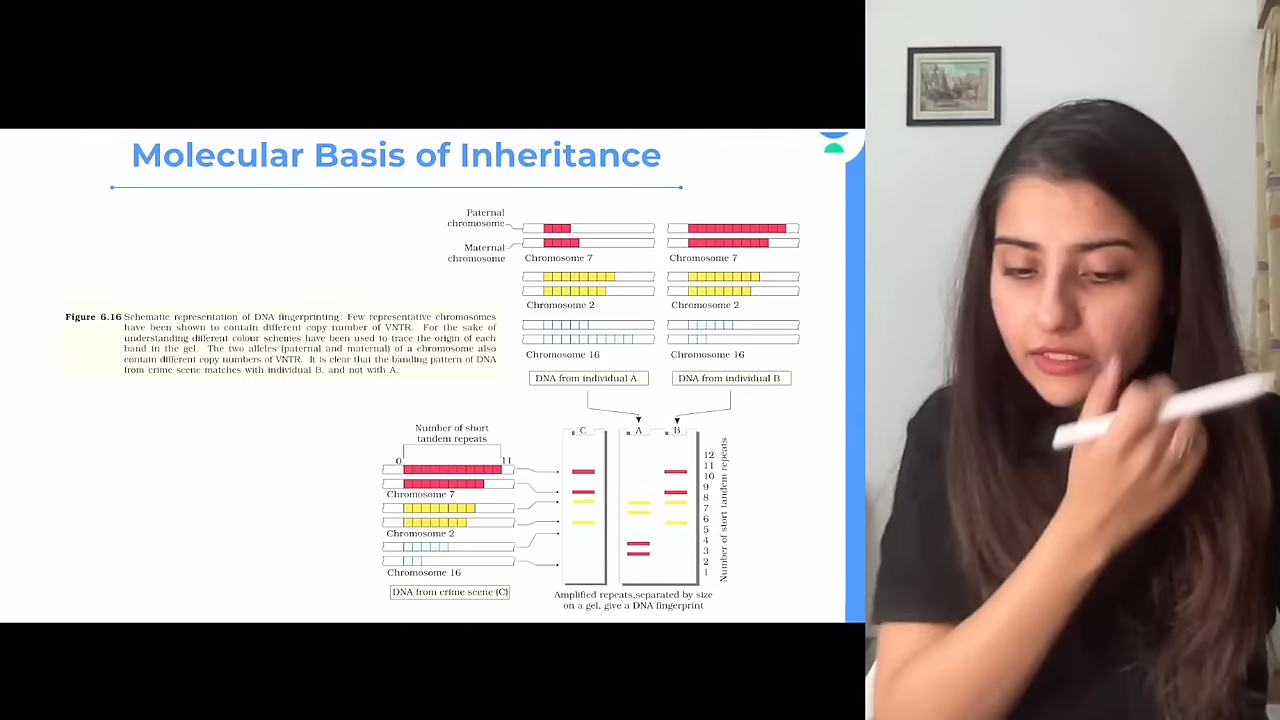 Molecular Basis of Inheritance
Paternal
chromosome
Maternal
chromosome
Chromosome 7
Chromosome 7
Chromosome 2
Chromosome 2
Chromosome 16
Chromosome 16
DNA from individual A
DNA from individual B
Figure 6.16 Schematic representation of DNA fingerprinting: Few representative chromosomes
have been shown to contain different copy number of VNTR. For the sake of
understanding different colour schemes have been used to trace the origin of each
band in the gel. The two alleles (paternal and maternal) of a chromosome also
contain different copy numbers of VNTR. It is clear that the banding pattern of DNA
from crime scene matches with individual B, and not with A.
Number of short
tandem repeats
0 11
Chromosome 7
Chromosome 2
Chromosome 16
DNA from crime scene (C)
C A B
12
11
10
9
8
7
6
5
4
3
2
1
Number of stort tandem repeats
Amplified repeats,separated by size
on a gel, give a DNA fingerprint